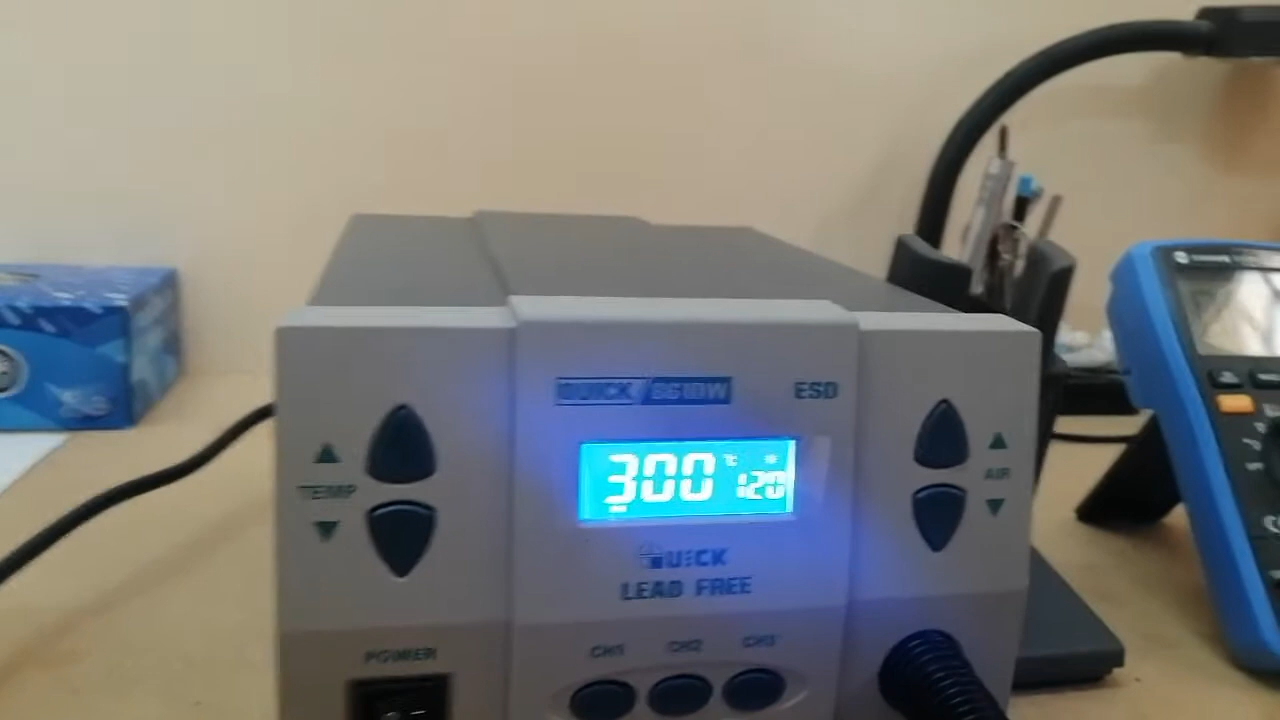 QUICK 861DW ESD
300 °C 120
TEMP
AIR
QUICK
LEAD FREE
POWER
CH1 CH2 CH3